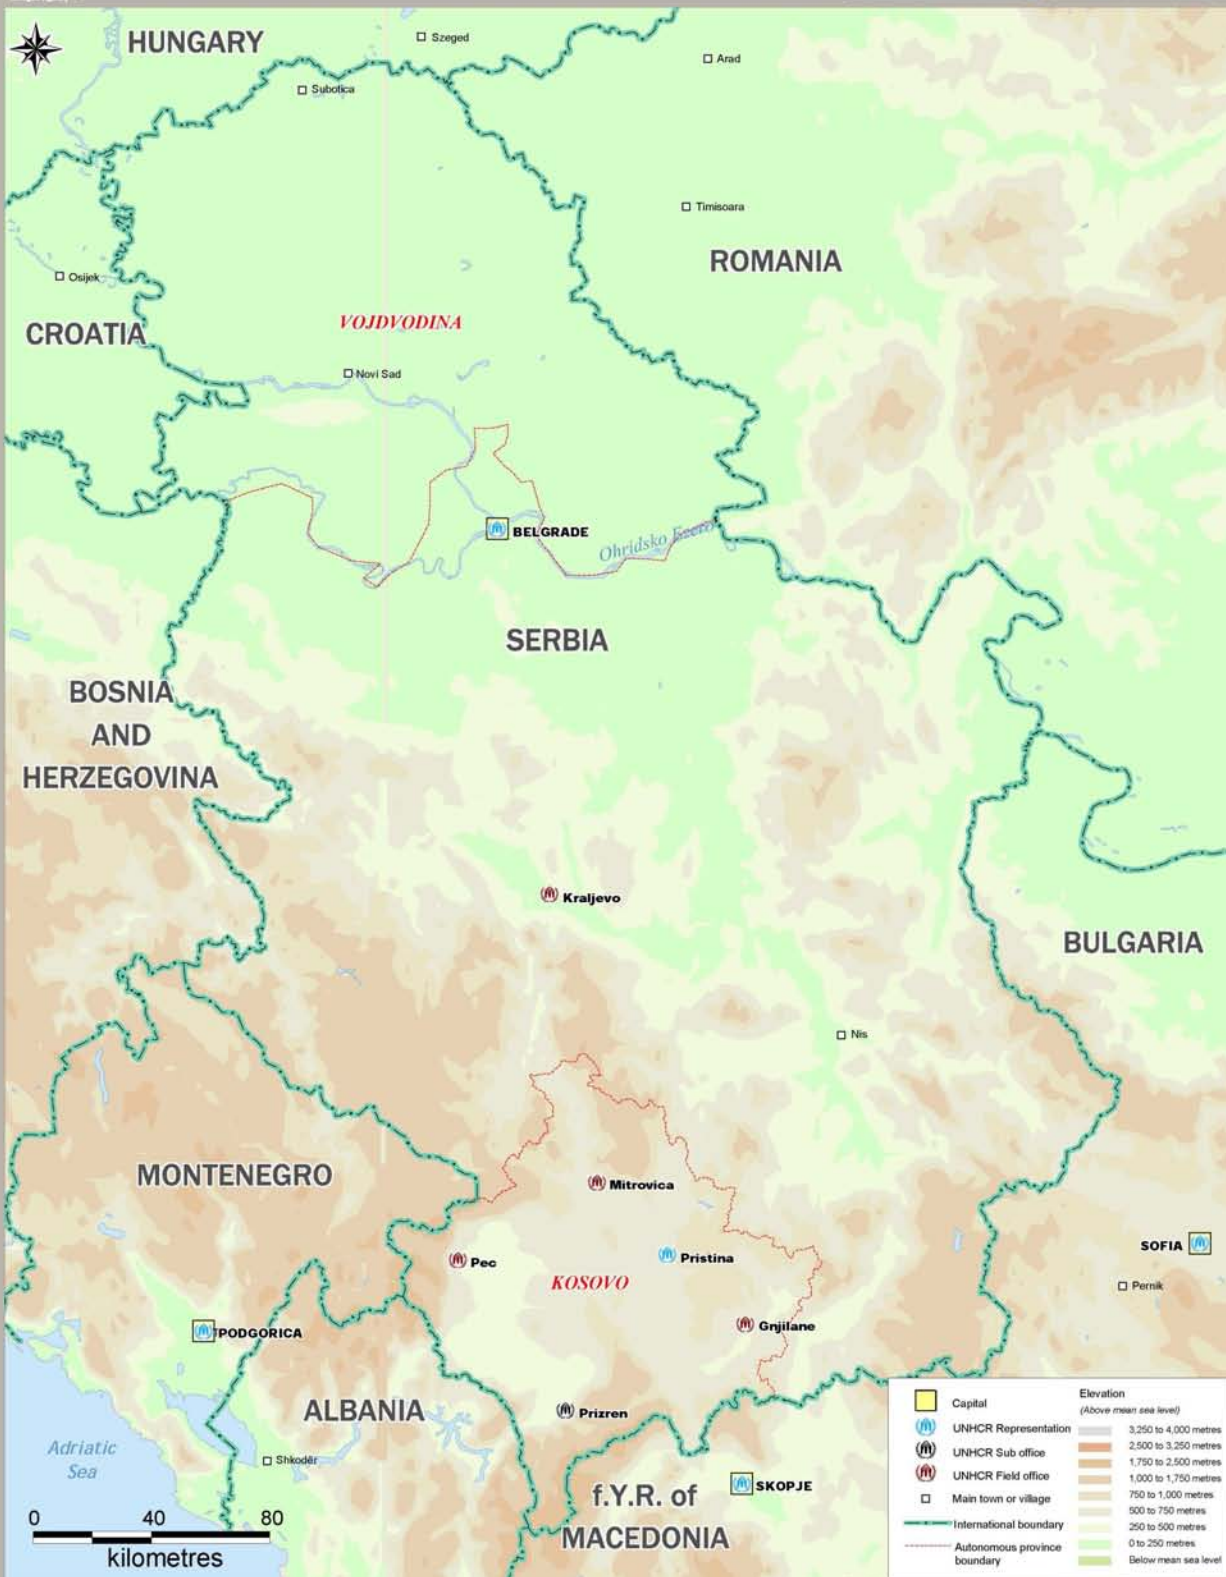 HUNGARY
Szeged
Arad
Subotica
Timisoara
ROMANIA
Osijek
CROATIA
VOJDVODINA
Novi Sad
BELGRADE
Ohridsko Ezero
SERBIA
BOSNIA
AND
HERZEGOVINA
Kraljevo
BULGARIA
Nis
MONTENEGRO
Mitrovica
SOFIA
Pec
Pristina
KOSOVO
Pernik
Gnjilane
PODGORICA
ALBANIA
Prizren
Adriatic
Sea
Shkodër
SKOPJE
f.Y.R. of
MACEDONIA
0 40 80
kilometres
Capital
UNHCR Representation
UNHCR Sub office
UNHCR Field office
Main town or village
International boundary
Autonomous province
boundary
Elevation
(Above mean sea level)
3,250 to 4,000 metres
2,500 to 3,250 metres
1,750 to 2,500 metres
1,000 to 1,750 metres
750 to 1,000 metres
500 to 750 metres
250 to 500 metres
0 to 250 metres
Below mean sea level